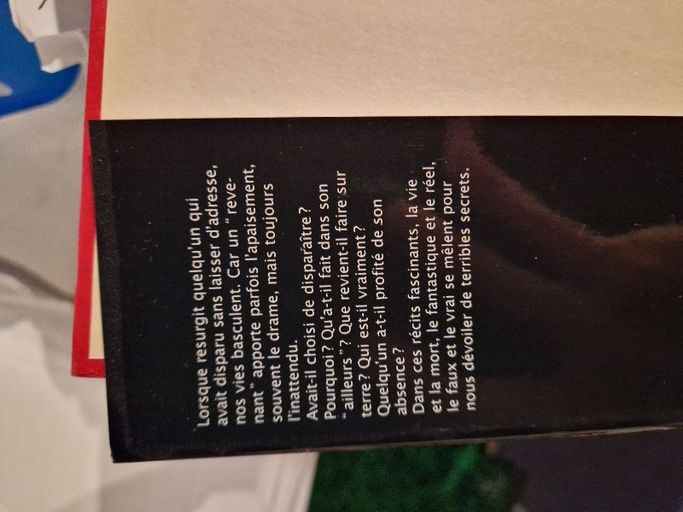 Lorsque resurgit quelqu'un qui
avait disparu sans laisser d'adresse,
nos vies basculent. Car un "reve-
nant" apporte parfois l'apaisement,
souvent le drame, mais toujours
l'inattendu.
Avait-il choisi de disparaître ?
Pourquoi ? Qu'a-t-il fait dans son
"ailleurs" ? Que revient-il faire sur
terre ? Qui est-il vraiment ?
Quelqu'un a-t-il profité de son
absence ?
Dans ces récits fascinants, la vie
et la mort, le fantastique et le réel,
le faux et le vrai se mêlent pour
nous dévoiler de terribles secrets.